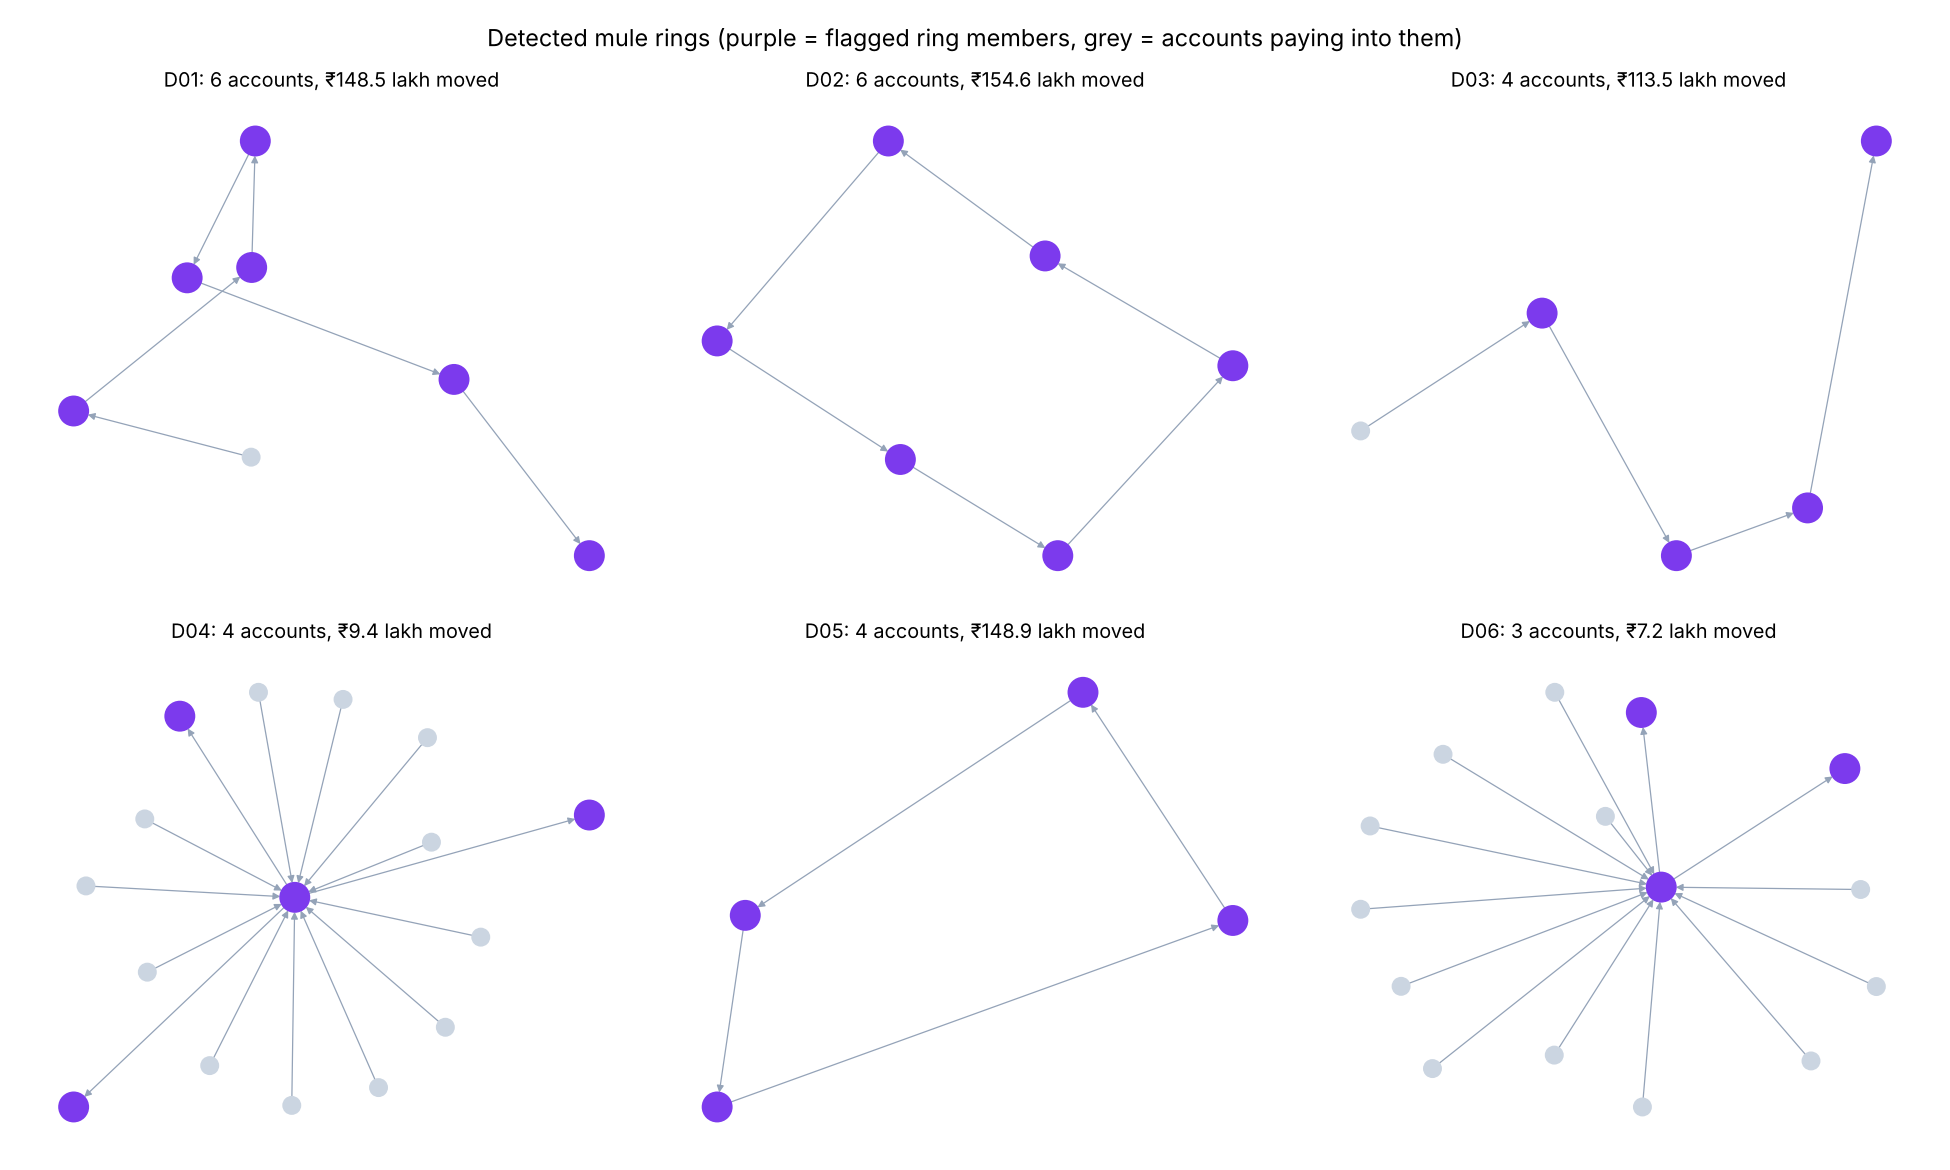 Detected mule rings (purple = flagged ring members, grey = accounts paying into them)
D01: 6 accounts, ₹148.5 lakh moved
D02: 6 accounts, ₹154.6 lakh moved
D03: 4 accounts, ₹113.5 lakh moved
D04: 4 accounts, ₹9.4 lakh moved
D05: 4 accounts, ₹148.9 lakh moved
D06: 3 accounts, ₹7.2 lakh moved